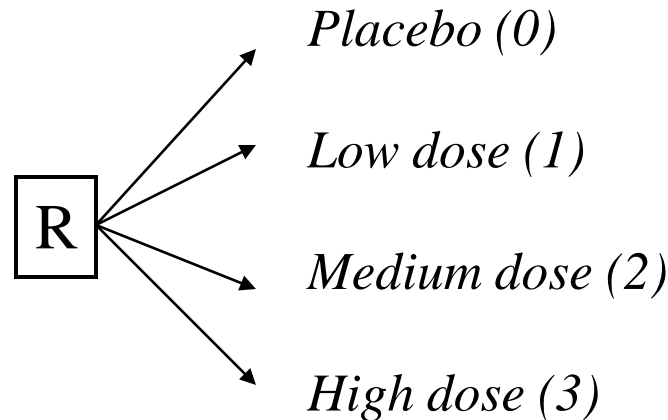 Placebo (0)
Low dose (1)
R
Medium dose (2)
High dose (3)